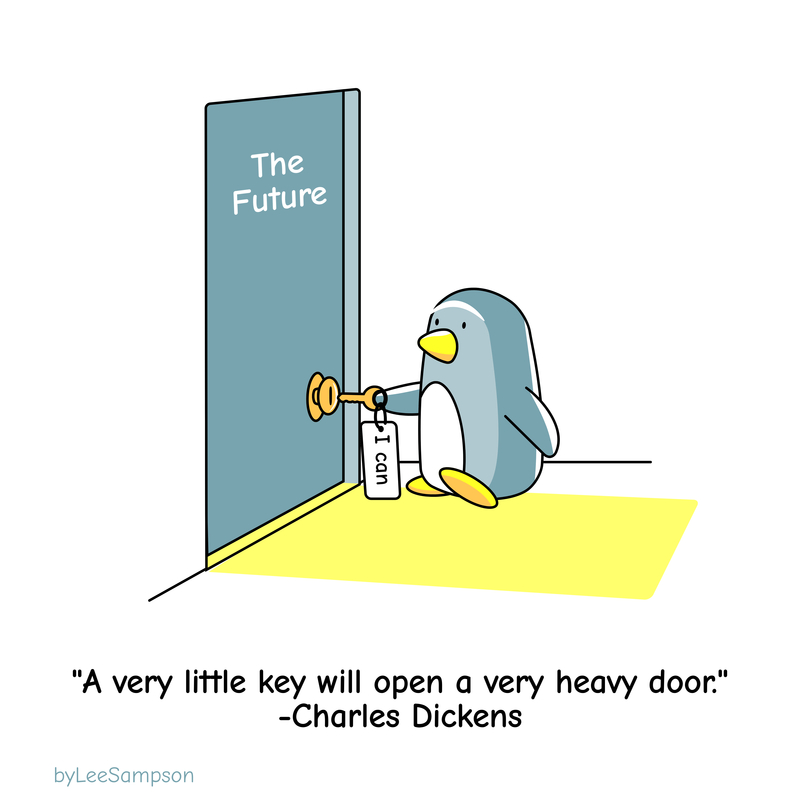 The
Future
I can
"A very little key will open a very heavy door."
-Charles Dickens
byLeeSampson